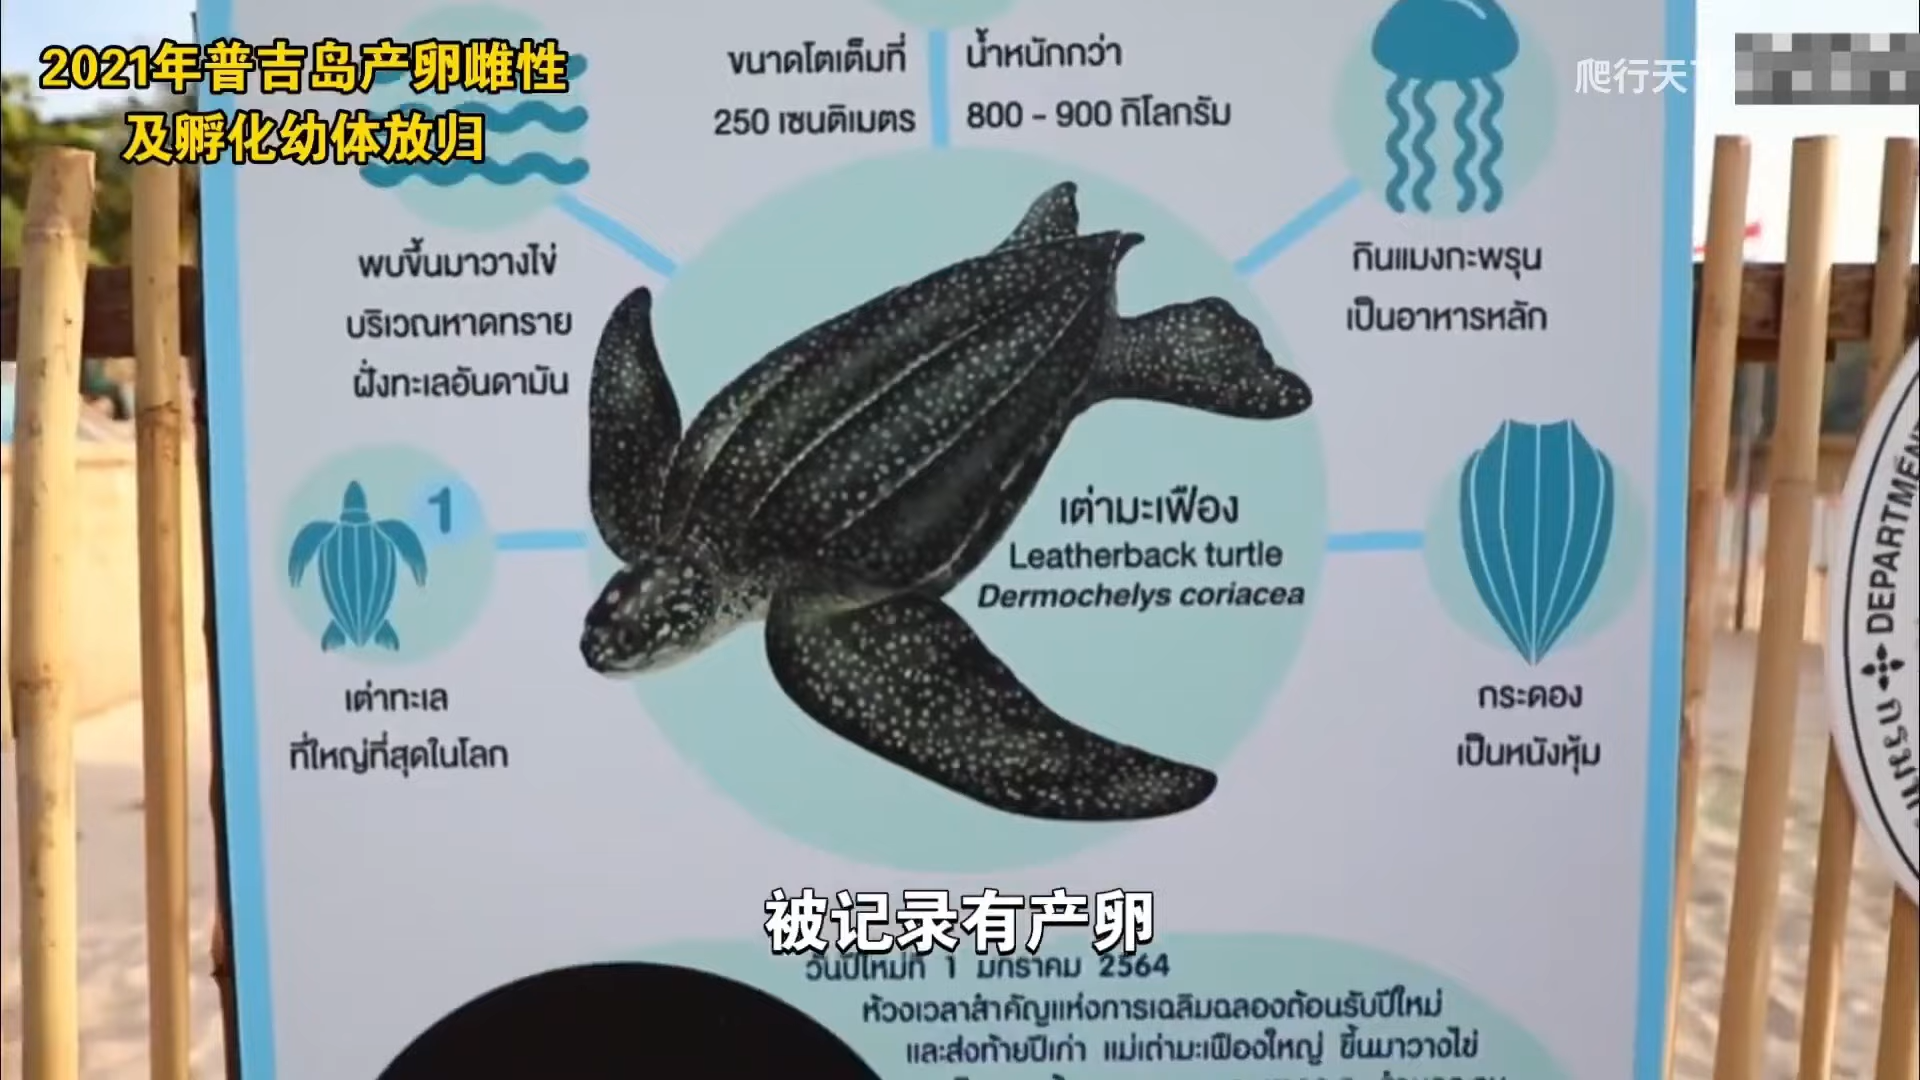 2021年普吉岛产卵雌性
及孵化幼体放归
爬行天
ขนาดโตเต็มที่
250 เซนติเมตร
น้ำหนักกว่า
800 - 900 กิโลกรัม
พบขึ้นมาวางไข่
บริเวณหาดทราย
ฝั่งทะเลอันดามัน
กินแมงกะพรุน
เป็นอาหารหลัก
1
เต่าทะเล
ที่ใหญ่ที่สุดในโลก
เต่ามะเฟือง
Leatherback turtle
Dermochelys coriacea
กระดอง
เป็นหนังหุ้ม
DEPARTMEN
被记录有产卵
วันปีใหม่ที่ 1 มกราคม 2564
ห้วงเวลาสำคัญแห่งการเฉลิมฉลองต้อนรับปีใหม่
และส่งท้ายปีเก่า แม่เต่ามะเฟืองใหญ่ ขึ้นมาวางไข่